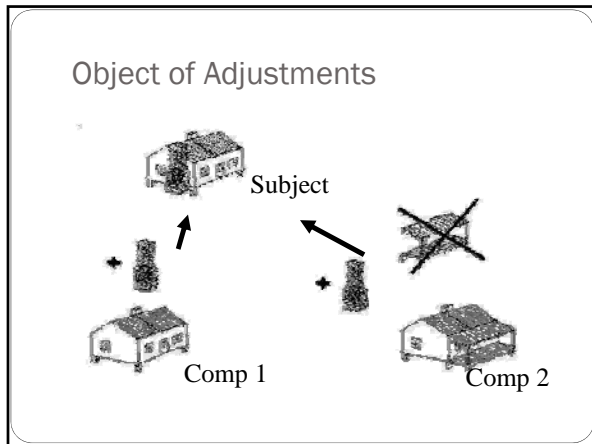 Object of Adjustments
Subject
+
+
Comp 1
Comp 2